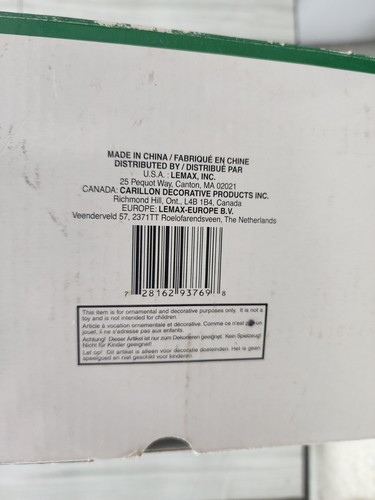 MADE IN CHINA / FABRIQUÉ EN CHINE
DISTRIBUTED BY / DISTRIBUÉ PAR
U.S.A. : LEMAX, INC.
25 Pequot Way, Canton, MA 02021
CANADA: CARILLON DECORATIVE PRODUCTS INC.
Richmond Hill, Ont., L4B 1B4, Canada
EUROPE: LEMAX-EUROPE B.V.
Veenderveld 57, 2371TT Roelofarendsveen, The Netherlands
7 28162 93769 8
This item is for ornamental and decorative purposes only. It is not a
toy and is not intended for children.
Article à vocation ornementale et décorative. Comme ce n'est pas un
jouet, il ne s'adresse pas aux enfants.
Achtung! Dieser Artikel ist nur zum Dekorieren geeignet. Kein Spielzeug!
Nicht für Kinder geeignet!
Let op! Dit artikel is alleen voor decoratie doeleinden. Het is geen
speelgoed en niet geschikt voor kinderen.